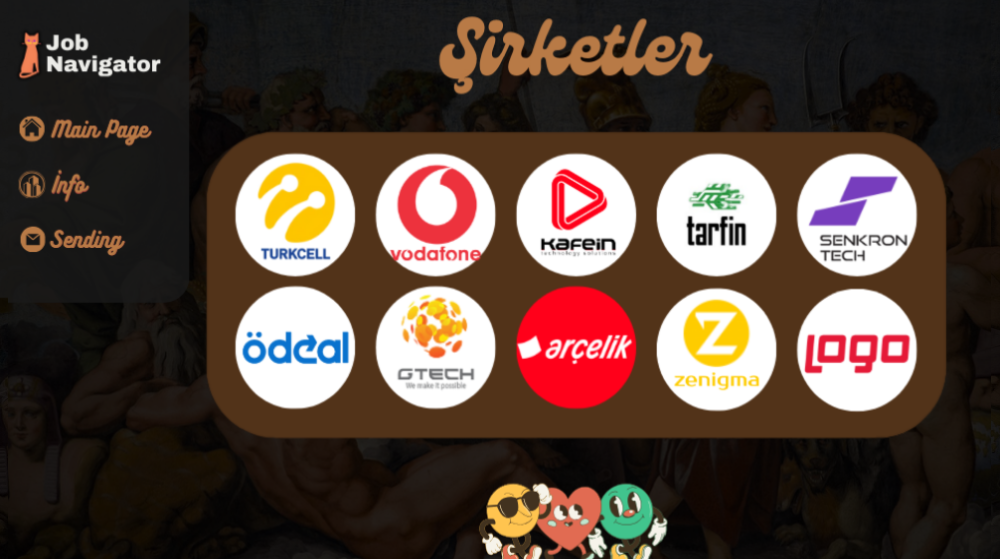 Job
Navigator
Main Page
İnfo
Sending
Şirketler
TURKCELL
vodafone
KAFEIN
technology solutions
tarfin
SENKRON
TECH
ödeal
GTECH
We make it possible
arçelik
Z
zenigma
LOGO